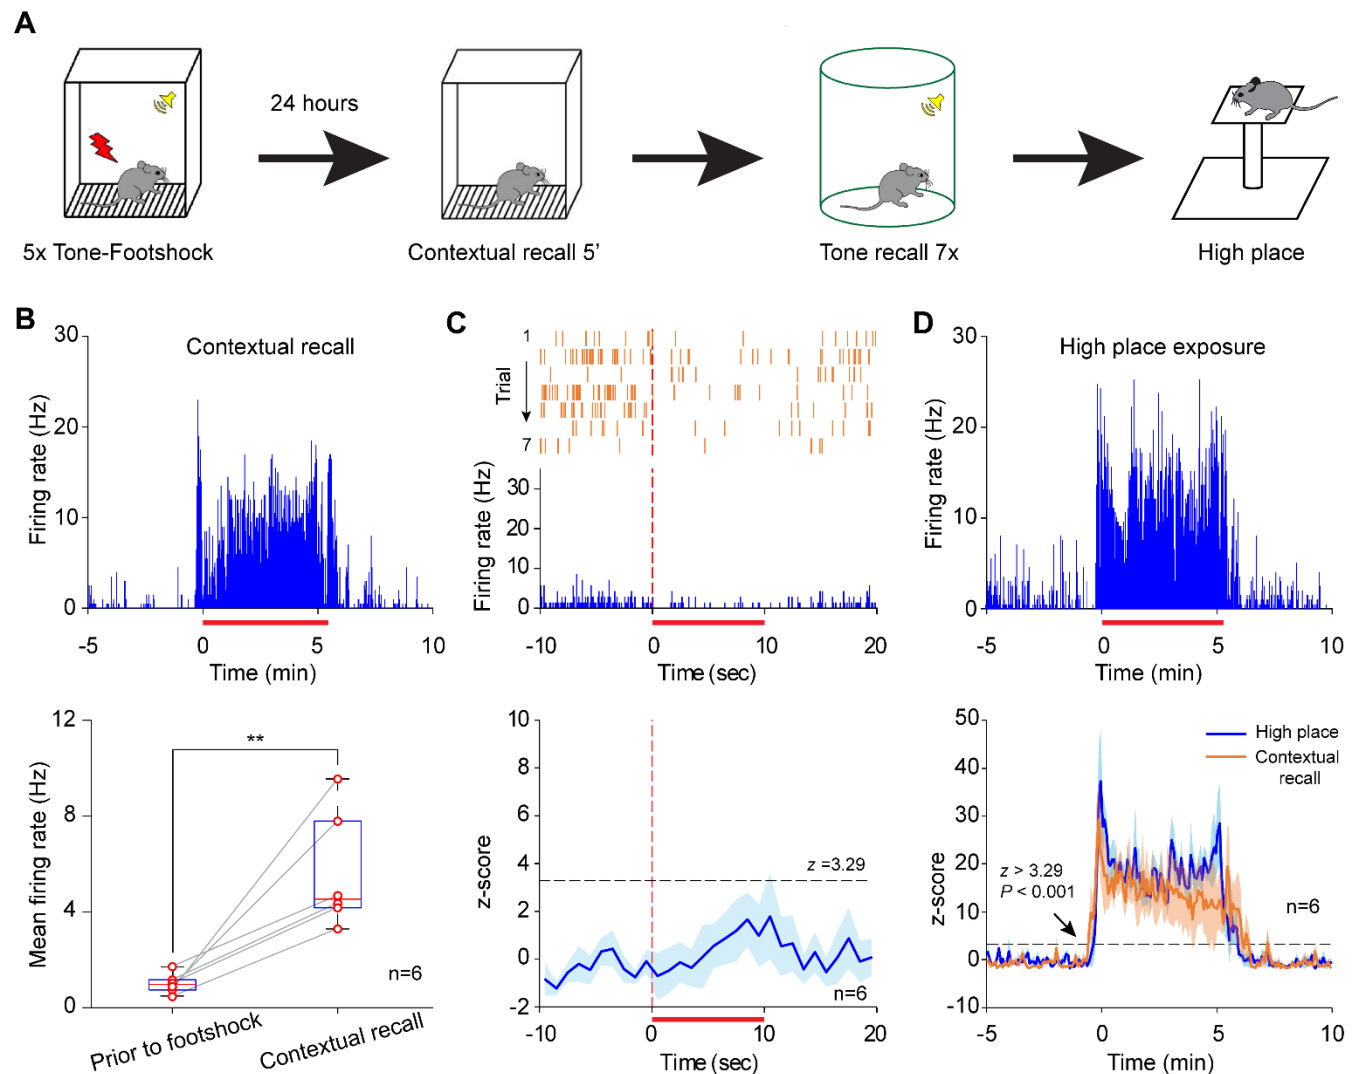 A
24 hours
5x Tone-Footshock
Contextual recall 5’
Tone recall 7x
High place
B
Contextual recall
Firing rate (Hz)
30
20
10
0
-5
0
5
10
Time (min)
C
1
Trial
7
Firing rate (Hz)
30
20
10
0
-10
0
10
20
Time (sec)
D
High place exposure
Firing rate (Hz)
30
20
10
0
-5
0
5
10
Time (min)
Mean firing rate (Hz)
12
8
4
0
**
n=6
Prior to footshock
Contextual recall
z-score
10
8
6
4
2
0
-2
z =3.29
n=6
-10
0
10
20
Time (sec)
z-score
50
40
30
20
10
0
-10
High place
Contextual
recall
z > 3.29
P < 0.001
n=6
-5
0
5
10
Time (min)